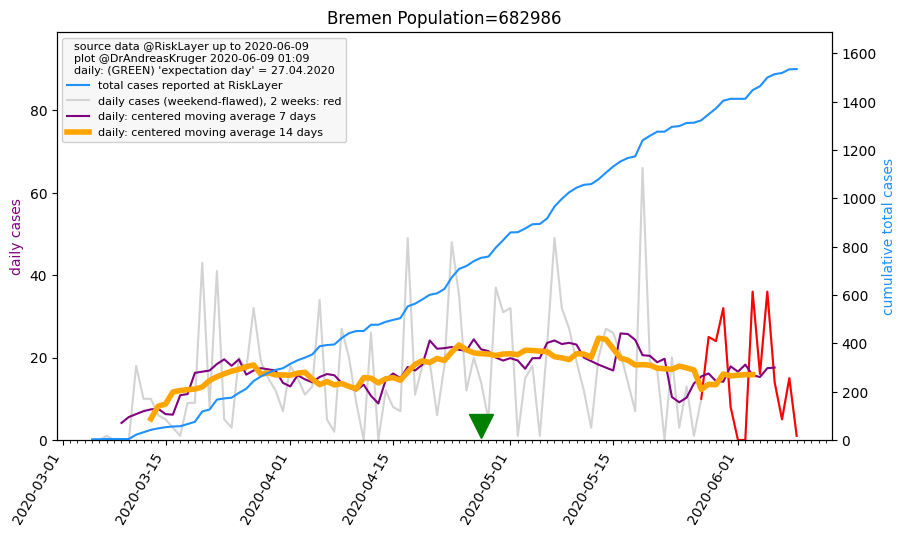 Bremen Population=682986
source data @RiskLayer up to 2020-06-09
plot @DrAndreasKruger 2020-06-09 01:09
daily: (GREEN) 'expectation day' = 27.04.2020
total cases reported at RiskLayer
daily cases (weekend-flawed), 2 weeks: red
daily: centered moving average 7 days
daily: centered moving average 14 days
daily cases
80
60
40
20
0
1600
1400
1200
1000
800
600
400
200
0
cumulative total cases
2020-03-01
2020-03-15
2020-04-01
2020-04-15
2020-05-01
2020-05-15
2020-06-01